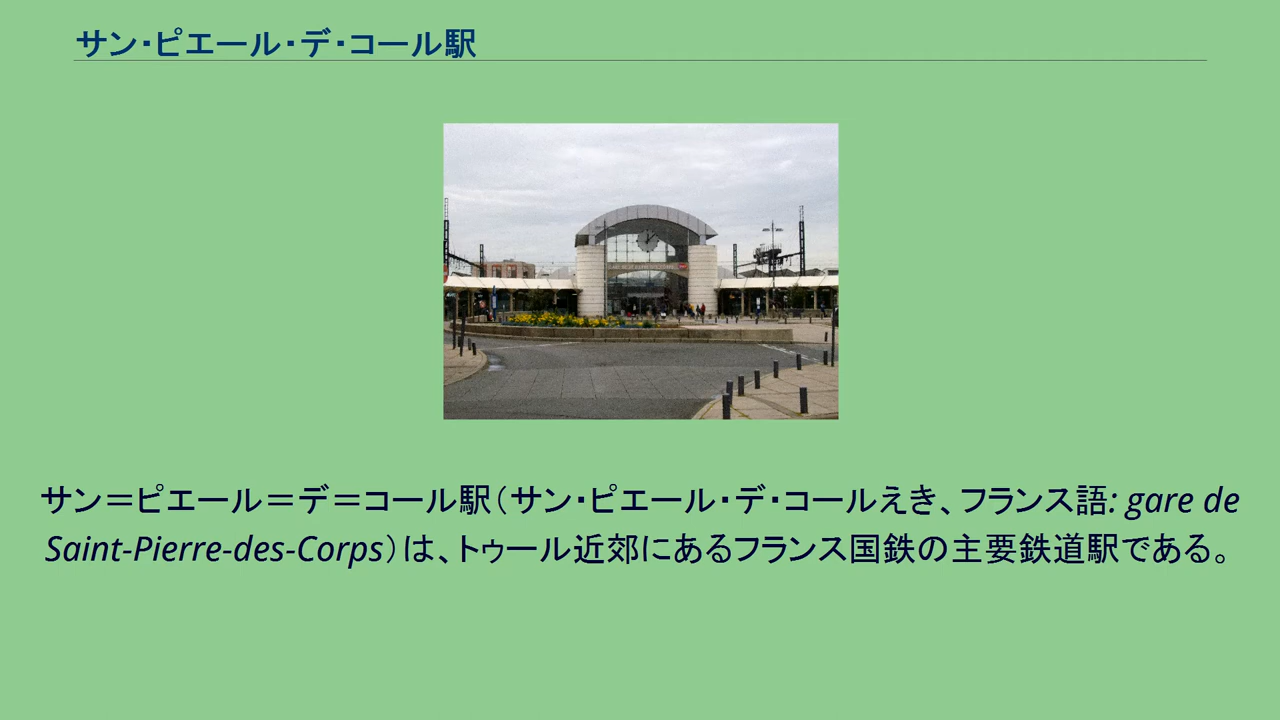 サン・ピエール・デ・コール駅
サン＝ピエール＝デ＝コール駅（サン・ピエール・デ・コールえき、フランス語: gare de
Saint-Pierre-des-Corps）は、トゥール近郊にあるフランス国鉄の主要鉄道駅である。